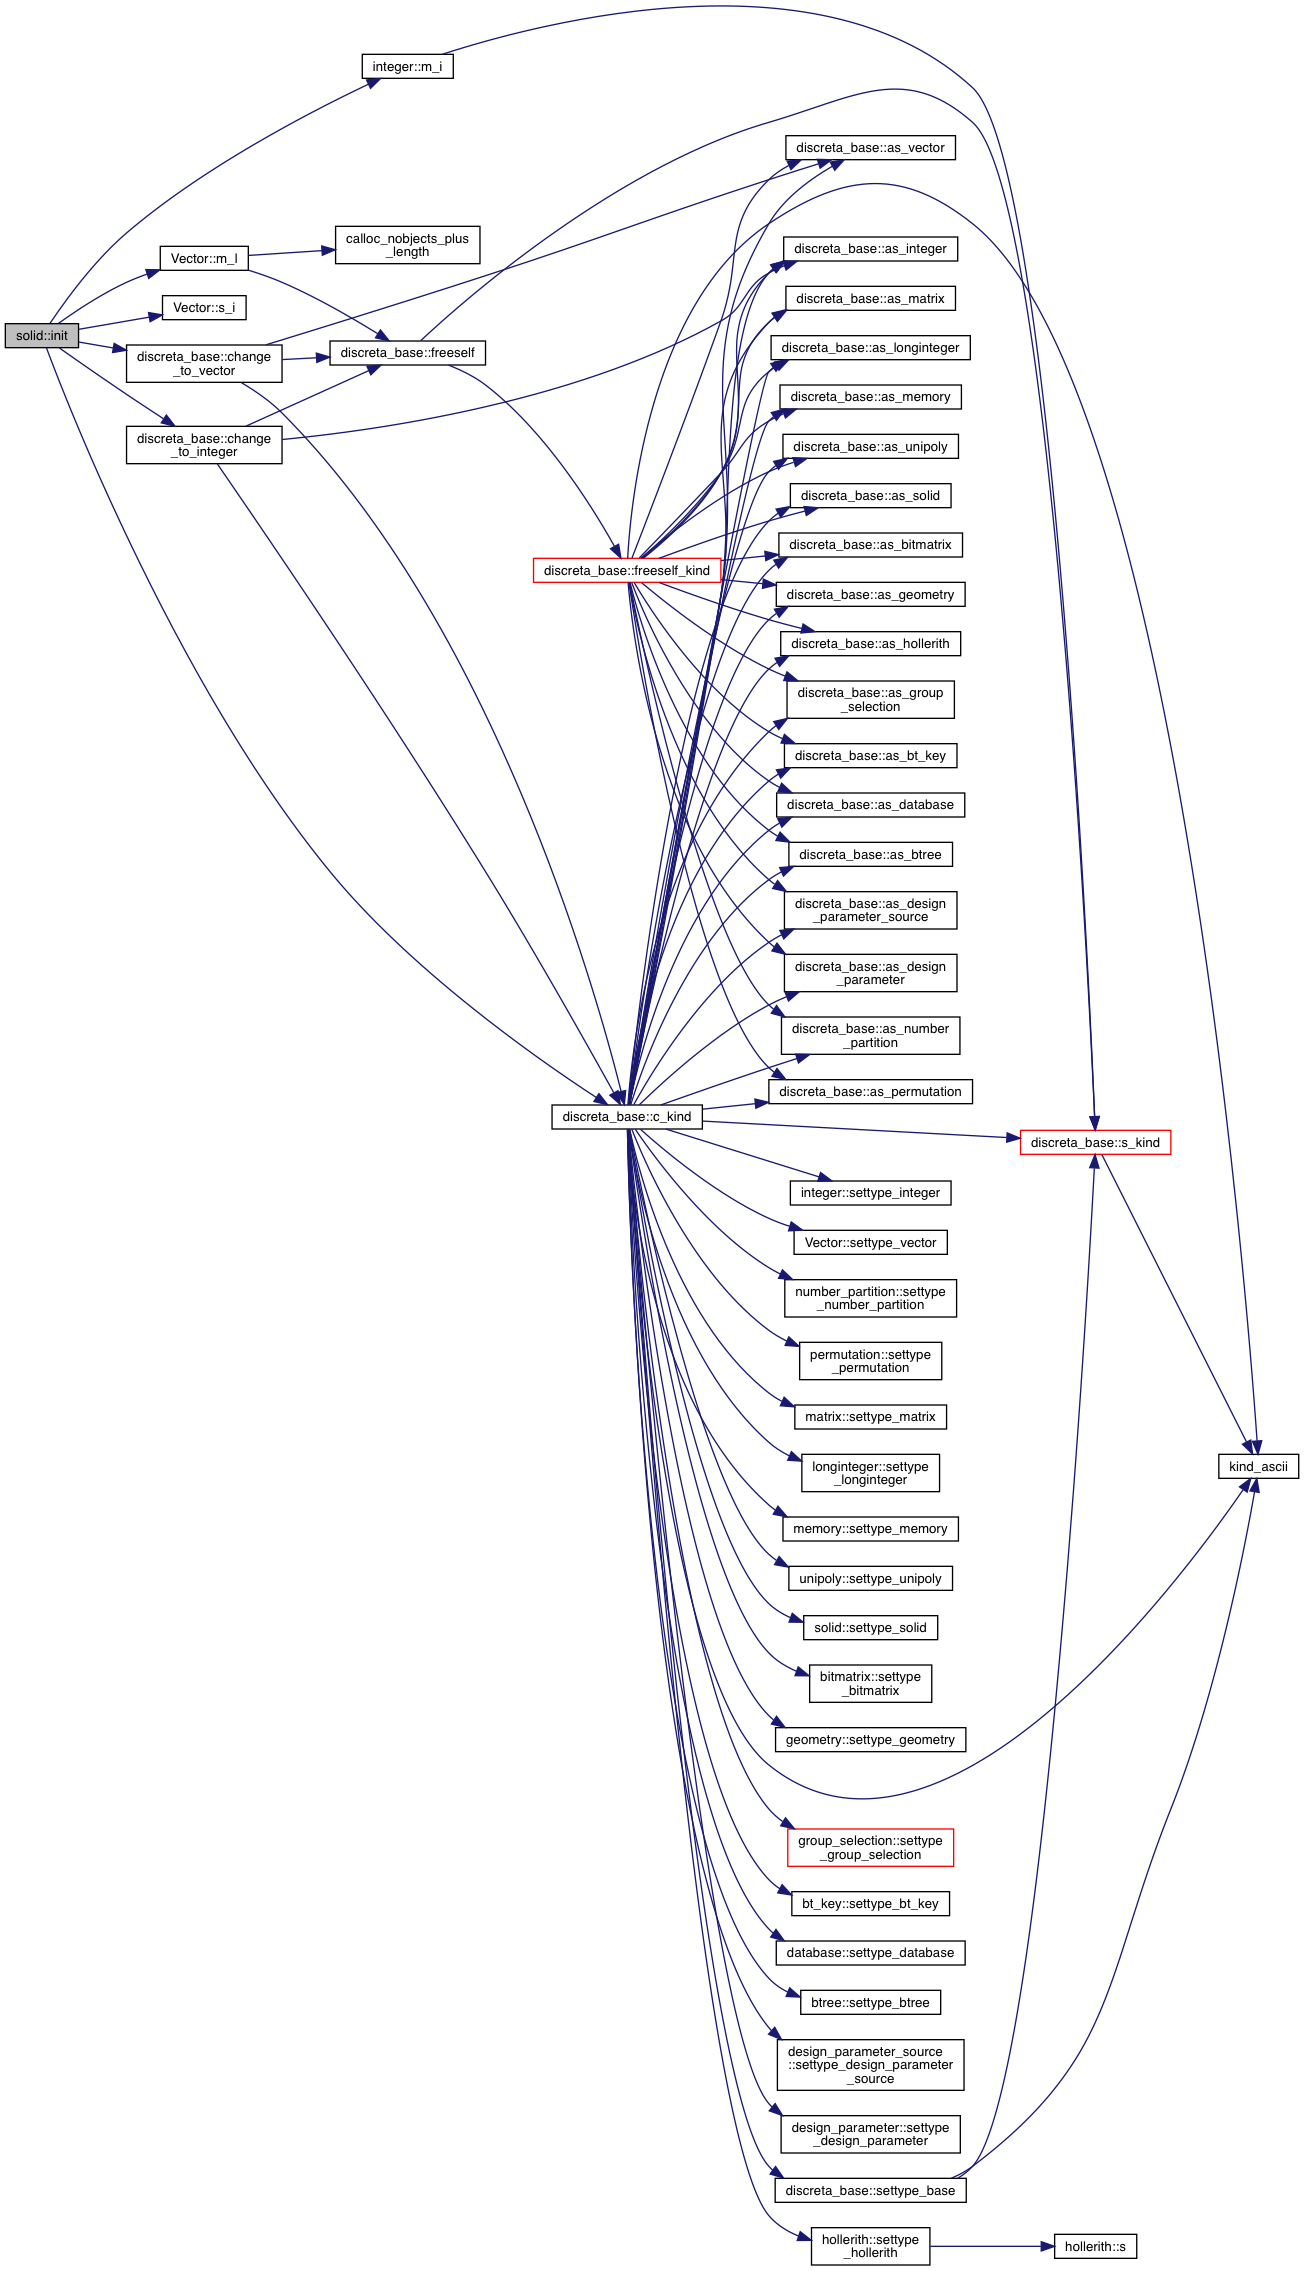 integer::m_i
discreta_base::as_vector
calloc_nobjects_plus
_length
Vector::m_l
discreta_base::as_integer
Vector::s_i
discreta_base::as_matrix
solid::init
discreta_base::change
_to_vector
discreta_base::freeself
discreta_base::as_longinteger
discreta_base::as_memory
discreta_base::change
_to_integer
discreta_base::as_unipoly
discreta_base::as_solid
discreta_base::as_bitmatrix
discreta_base::freeself_kind
discreta_base::as_geometry
discreta_base::as_hollerith
discreta_base::as_group
_selection
discreta_base::as_bt_key
discreta_base::as_database
discreta_base::as_btree
discreta_base::as_design
_parameter_source
discreta_base::as_design
_parameter
discreta_base::as_number
_partition
discreta_base::as_permutation
discreta_base::c_kind
discreta_base::s_kind
integer::settype_integer
Vector::settype_vector
number_partition::settype
_number_partition
permutation::settype
_permutation
matrix::settype_matrix
longinteger::settype
_longinteger
kind_ascii
memory::settype_memory
unipoly::settype_unipoly
solid::settype_solid
bitmatrix::settype
_bitmatrix
geometry::settype_geometry
group_selection::settype
_group_selection
bt_key::settype_bt_key
database::settype_database
btree::settype_btree
design_parameter_source
::settype_design_parameter
_source
design_parameter::settype
_design_parameter
discreta_base::settype_base
hollerith::settype
_hollerith
hollerith::s